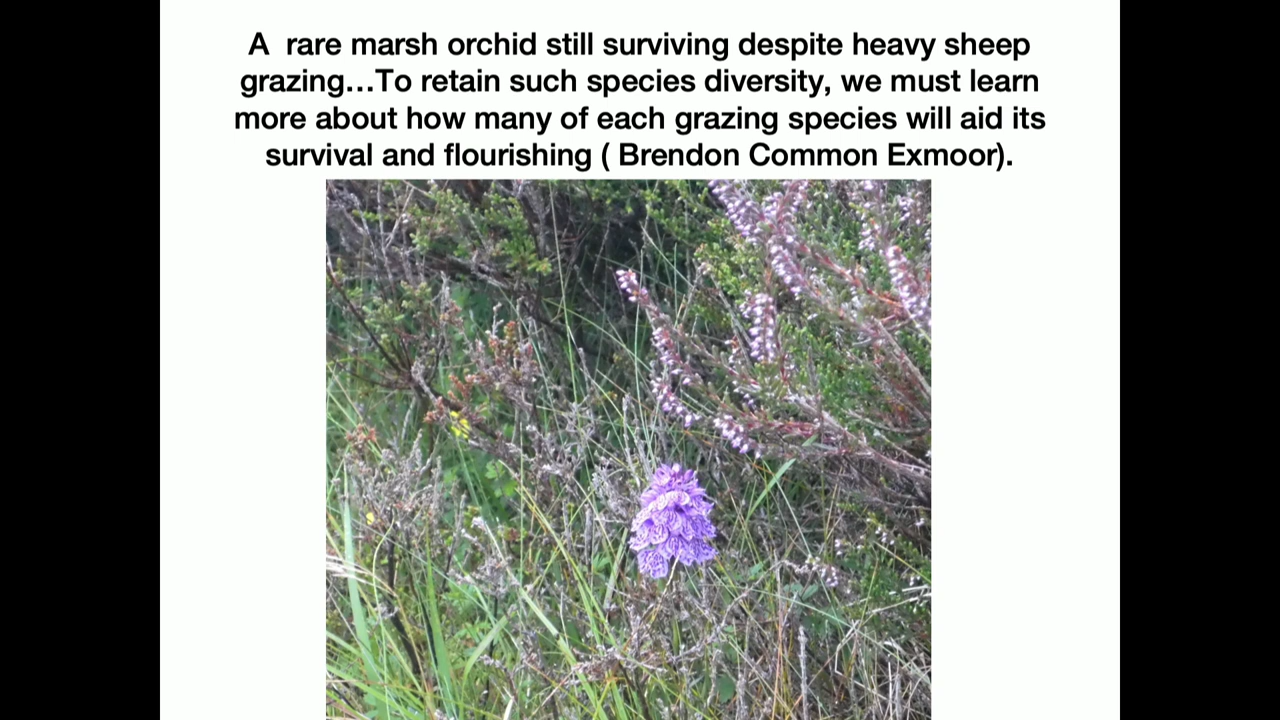 A  rare marsh orchid still surviving despite heavy sheep
grazing…To retain such species diversity, we must learn
more about how many of each grazing species will aid its
survival and flourishing ( Brendon Common Exmoor).